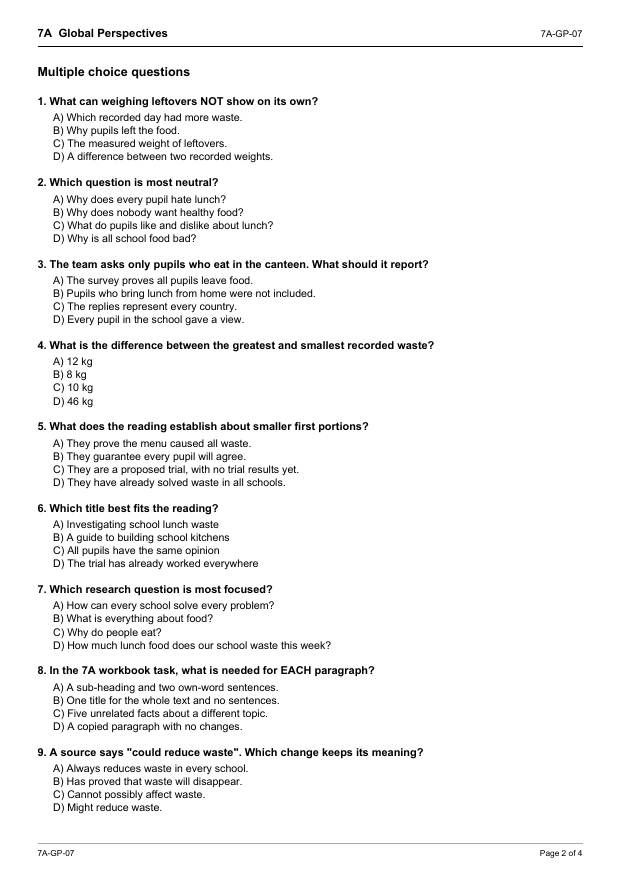 7A Global Perspectives
7A-GP-07
Multiple choice questions
1. What can weighing leftovers NOT show on its own?
A) Which recorded day had more waste.
B) Why pupils left the food.
C) The measured weight of leftovers.
D) A difference between two recorded weights.
2. Which question is most neutral?
A) Why does every pupil hate lunch?
B) Why does nobody want healthy food?
C) What do pupils like and dislike about lunch?
D) Why is all school food bad?
3. The team asks only pupils who eat in the canteen. What should it report?
A) The survey proves all pupils leave food.
B) Pupils who bring lunch from home were not included.
C) The replies represent every country.
D) Every pupil in the school gave a view.
4. What is the difference between the greatest and smallest recorded waste?
A) 12 kg
B) 8 kg
C) 10 kg
D) 46 kg
5. What does the reading establish about smaller first portions?
A) They prove the menu caused all waste.
B) They guarantee every pupil will agree.
C) They are a proposed trial, with no trial results yet.
D) They have already solved waste in all schools.
6. Which title best fits the reading?
A) Investigating school lunch waste
B) A guide to building school kitchens
C) All pupils have the same opinion
D) The trial has already worked everywhere
7. Which research question is most focused?
A) How can every school solve every problem?
B) What is everything about food?
C) Why do people eat?
D) How much lunch food does our school waste this week?
8. In the 7A workbook task, what is needed for EACH paragraph?
A) A sub-heading and two own-word sentences.
B) One title for the whole text and no sentences.
C) Five unrelated facts about a different topic.
D) A copied paragraph with no changes.
9. A source says "could reduce waste". Which change keeps its meaning?
A) Always reduces waste in every school.
B) Has proved that waste will disappear.
C) Cannot possibly affect waste.
D) Might reduce waste.
7A-GP-07
Page 2 of 4